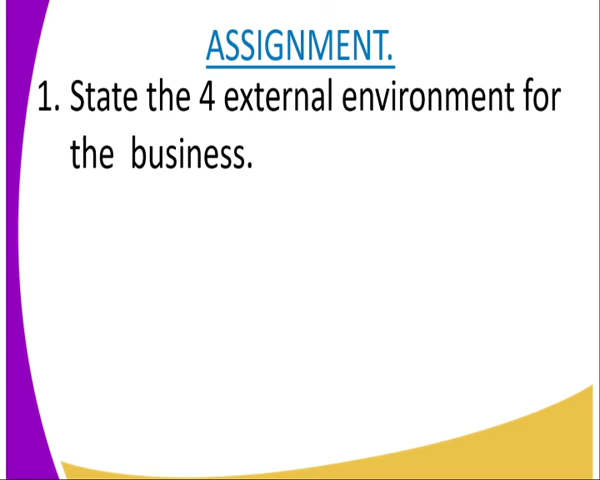 ASSIGNMENT.
1. State the 4 external environment for
the business.